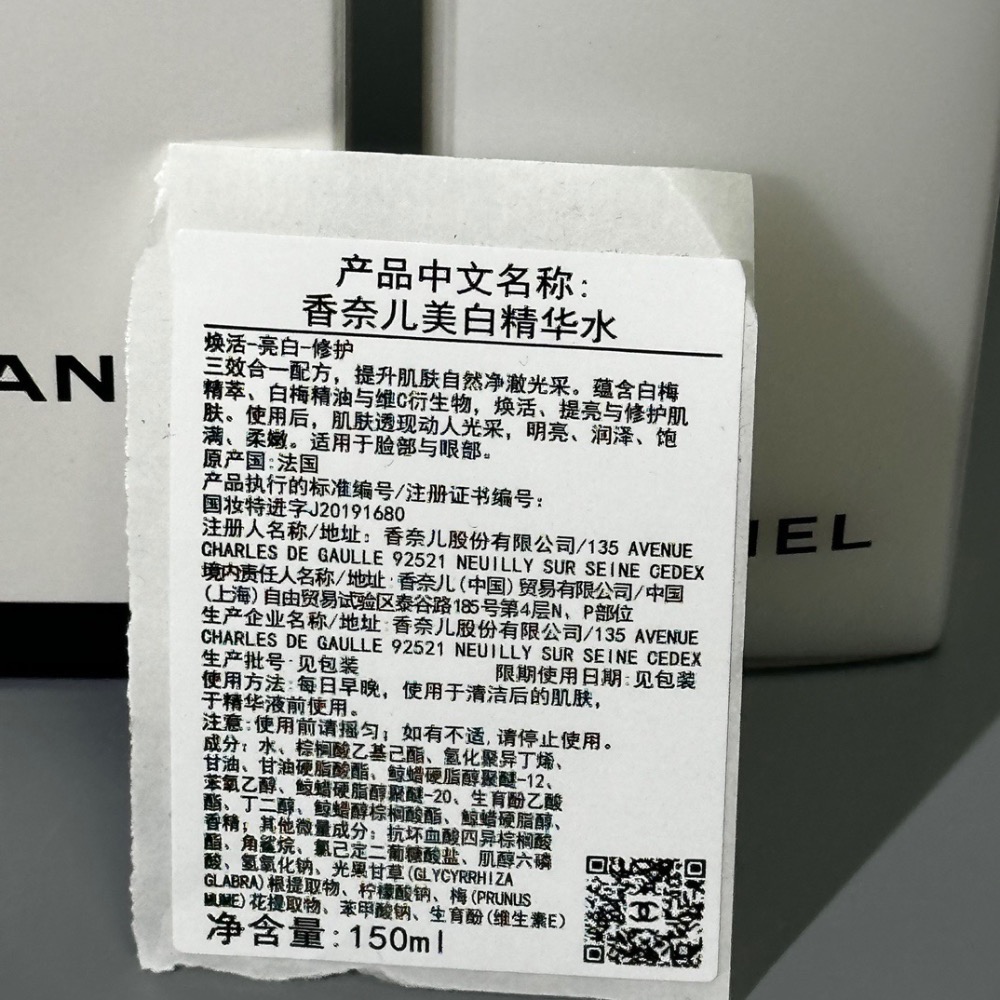 AN
NEL
产品中文名称:
香奈儿美白精华水
焕活-亮白-修护
三效合一配方，提升肌肤自然净澈光采。蕴含白梅
精萃、白梅精油与维C衍生物，焕活、提亮与修护肌
肤。使用后，肌肤透现动人光采，明亮、润泽、饱
满、柔嫩。适用于脸部与眼部。
原产国:法国
产品执行的标准编号/注册证书编号:
国妆特进字J20191680
注册人名称/地址：香奈儿股份有限公司/135 AVENUE
CHARLES DE GAULLE 92521 NEUILLY SUR SEINE CEDEX
境内责任人名称/地址:香奈儿(中国)贸易有限公司/中国
(上海)自由贸易试验区泰谷路185号第4层N、P部位
生产企业名称/地址:香奈儿股份有限公司/135 AVENUE
CHARLES DE GAULLE 92521 NEUILLY SUR SEINE CEDEX
生产批号:见包装 限期使用日期:见包装
使用方法:每日早晚，使用于清洁后的肌肤，
于精华液前使用。
注意:使用前请摇匀；如有不适,请停止使用。
成分：水、棕榈酸乙基己酯、氢化聚异丁烯、
甘油、甘油硬脂酸酯、鲸蜡硬脂醇聚醚-12、
苯氧乙醇、鲸蜡硬脂醇聚醚-20、生育酚乙酸
酯、丁二醇、鲸蜡醇棕榈酸酯、鲸蜡硬脂醇、
香精；其他微量成分：抗坏血酸四异棕榈酸
酯、角鲨烷、氯己定二葡糖酸盐、肌醇六磷
酸、氢氧化钠、光果甘草(GLYCYRRHIZA
GLABRA)根提取物、柠檬酸钠、梅(PRUNUS
MUME)花提取物、苯甲酸钠、生育酚(维生素E)
净含量:150ml